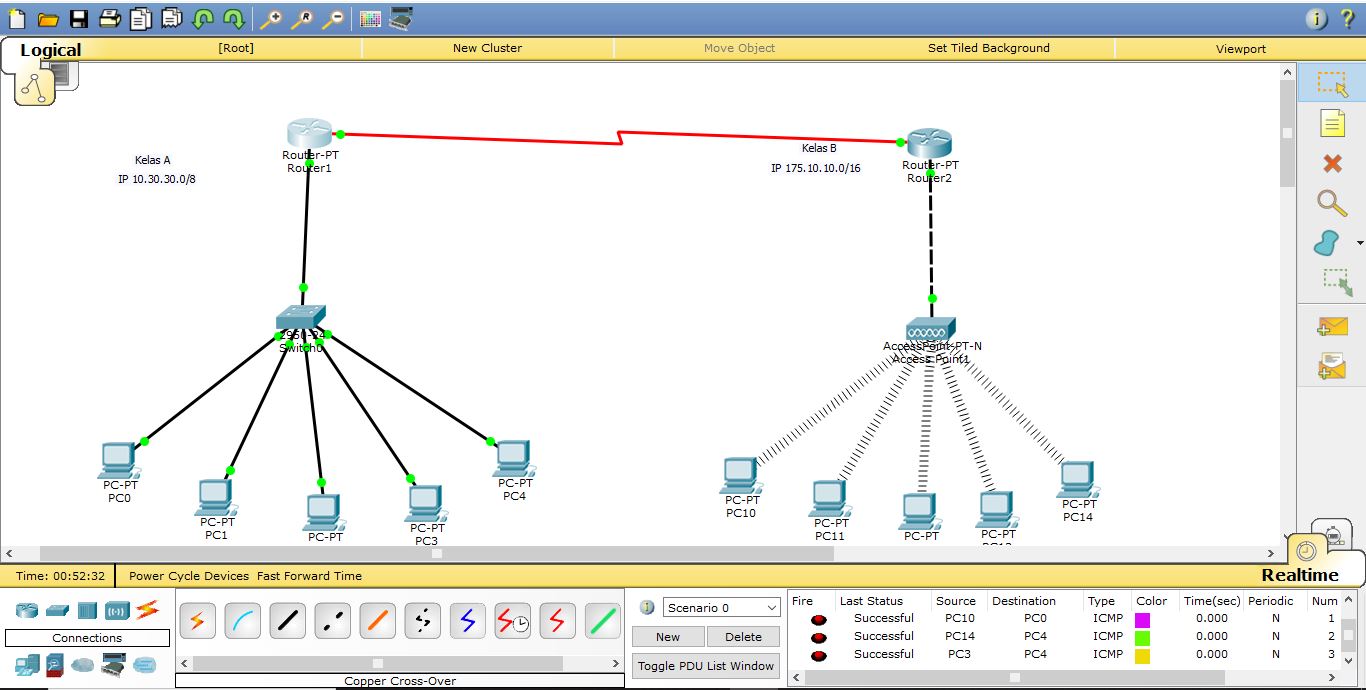 Logical
[Root]
New Cluster
Move Object
Set Tiled Background
Viewport
Kelas A
IP 10.30.30.0/8
Router-PT
Router1
Kelas B
IP 175.10.10.0/16
Router-PT
Router2
2950-24
Switch0
AccessPoint-PT-N
Access Point1
PC-PT
PC0
PC-PT
PC1
PC-PT
PC-PT
PC3
PC-PT
PC4
PC-PT
PC10
PC-PT
PC11
PC-PT
PC-PT
PC-PT
PC14
Time: 00:52:32
Power Cycle Devices Fast Forward Time
Realtime
Connections
Copper Cross-Over
Scenario 0
New
Delete
Toggle PDU List Window
Fire Last Status Source Destination Type Color Time(sec) Periodic Num
Successful PC10 PC0 ICMP 0.000 N 1
Successful PC14 PC4 ICMP 0.000 N 2
Successful PC3 PC4 ICMP 0.000 N 3